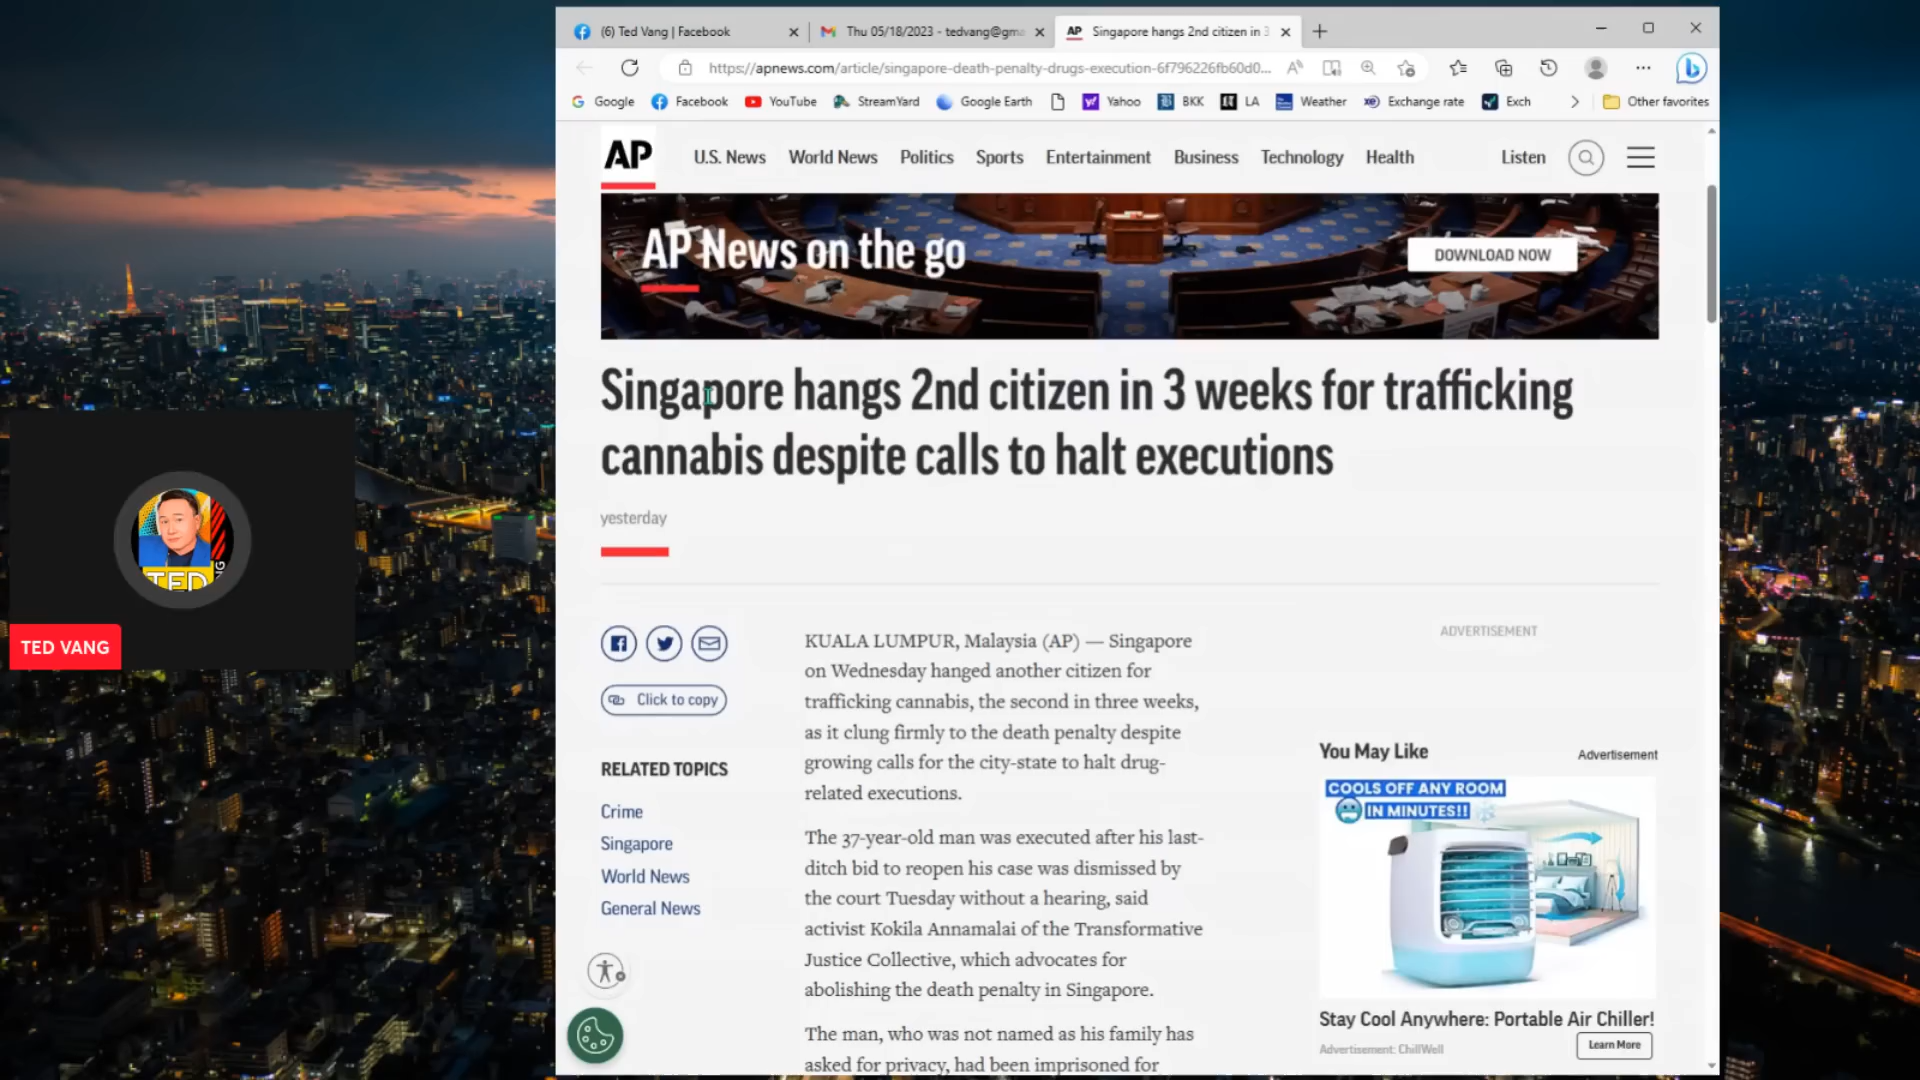 (6) Ted Vang | Facebook
Thu 05/18/2023 - tedvang@gma
AP Singapore hangs 2nd citizen in 3
https://apnews.com/article/singapore-death-penalty-drugs-execution-6f796226fb60d0...
Google Facebook YouTube StreamYard Google Earth Yahoo BKK LA Weather Exchange rate Exch Other favorites
AP U.S. News World News Politics Sports Entertainment Business Technology Health Listen
AP News on the go
DOWNLOAD NOW
Singapore hangs 2nd citizen in 3 weeks for trafficking
cannabis despite calls to halt executions
yesterday
TED
TED VANG
Click to copy
RELATED TOPICS
Crime
Singapore
World News
General News
KUALA LUMPUR, Malaysia (AP) — Singapore
on Wednesday hanged another citizen for
trafficking cannabis, the second in three weeks,
as it clung firmly to the death penalty despite
growing calls for the city-state to halt drug-
related executions.
The 37-year-old man was executed after his last-
ditch bid to reopen his case was dismissed by
the court Tuesday without a hearing, said
activist Kokila Annamalai of the Transformative
Justice Collective, which advocates for
abolishing the death penalty in Singapore.
The man, who was not named as his family has
asked for privacy, had been imprisoned for
ADVERTISEMENT
You May Like
Advertisement
COOLS OFF ANY ROOM
IN MINUTES!!
Stay Cool Anywhere: Portable Air Chiller!
Advertisement: ChillWell
Learn More